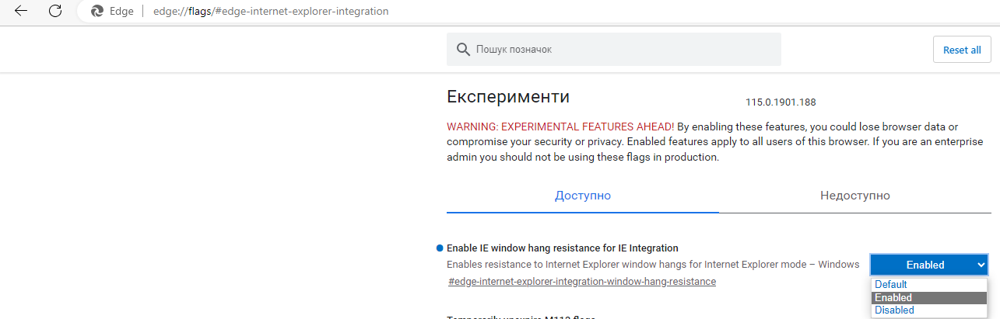 Edge edge://flags/#edge-internet-explorer-integration
Пошук позначок
Reset all
Експерименти
115.0.1901.188
WARNING: EXPERIMENTAL FEATURES AHEAD! By enabling these features, you could lose browser data or
compromise your security or privacy. Enabled features apply to all users of this browser. If you are an enterprise
admin you should not be using these flags in production.
Доступно
Недоступно
Enable IE window hang resistance for IE Integration
Enables resistance to Internet Explorer window hangs for Internet Explorer mode – Windows
#edge-internet-explorer-integration-window-hang-resistance
Enabled
Default
Enabled
Disabled
Temporarily unexpire M112 flags